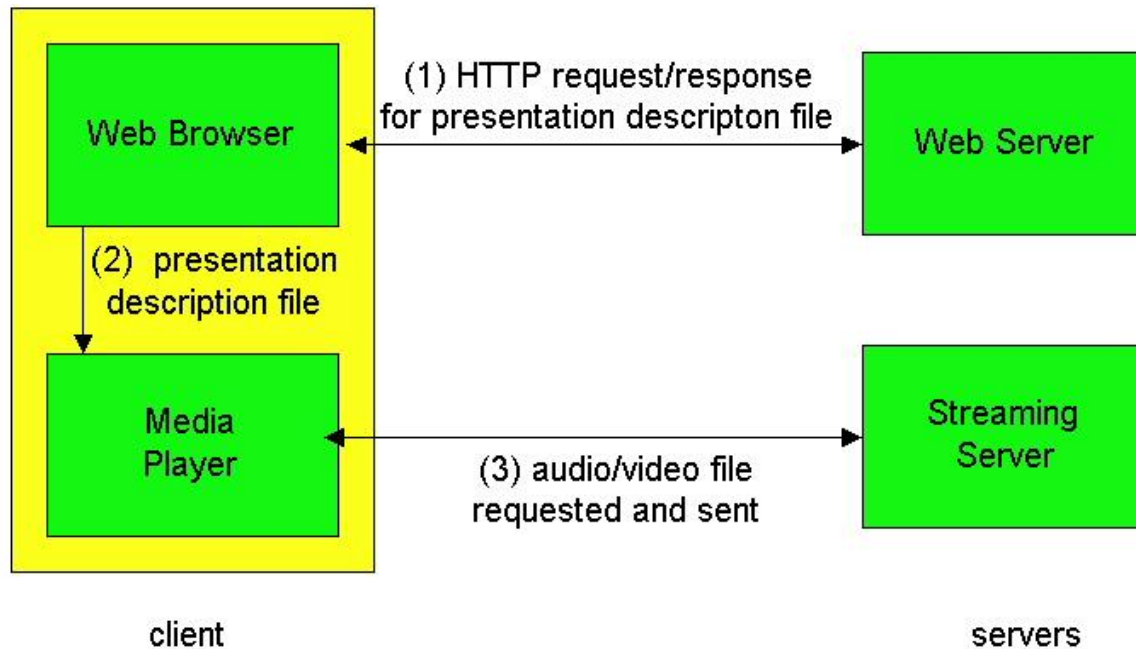 Web Browser
(1) HTTP request/response
for presentation descripton file
Web Server
(2) presentation
description file
Media
Player
(3) audio/video file
requested and sent
Streaming
Server
client
servers